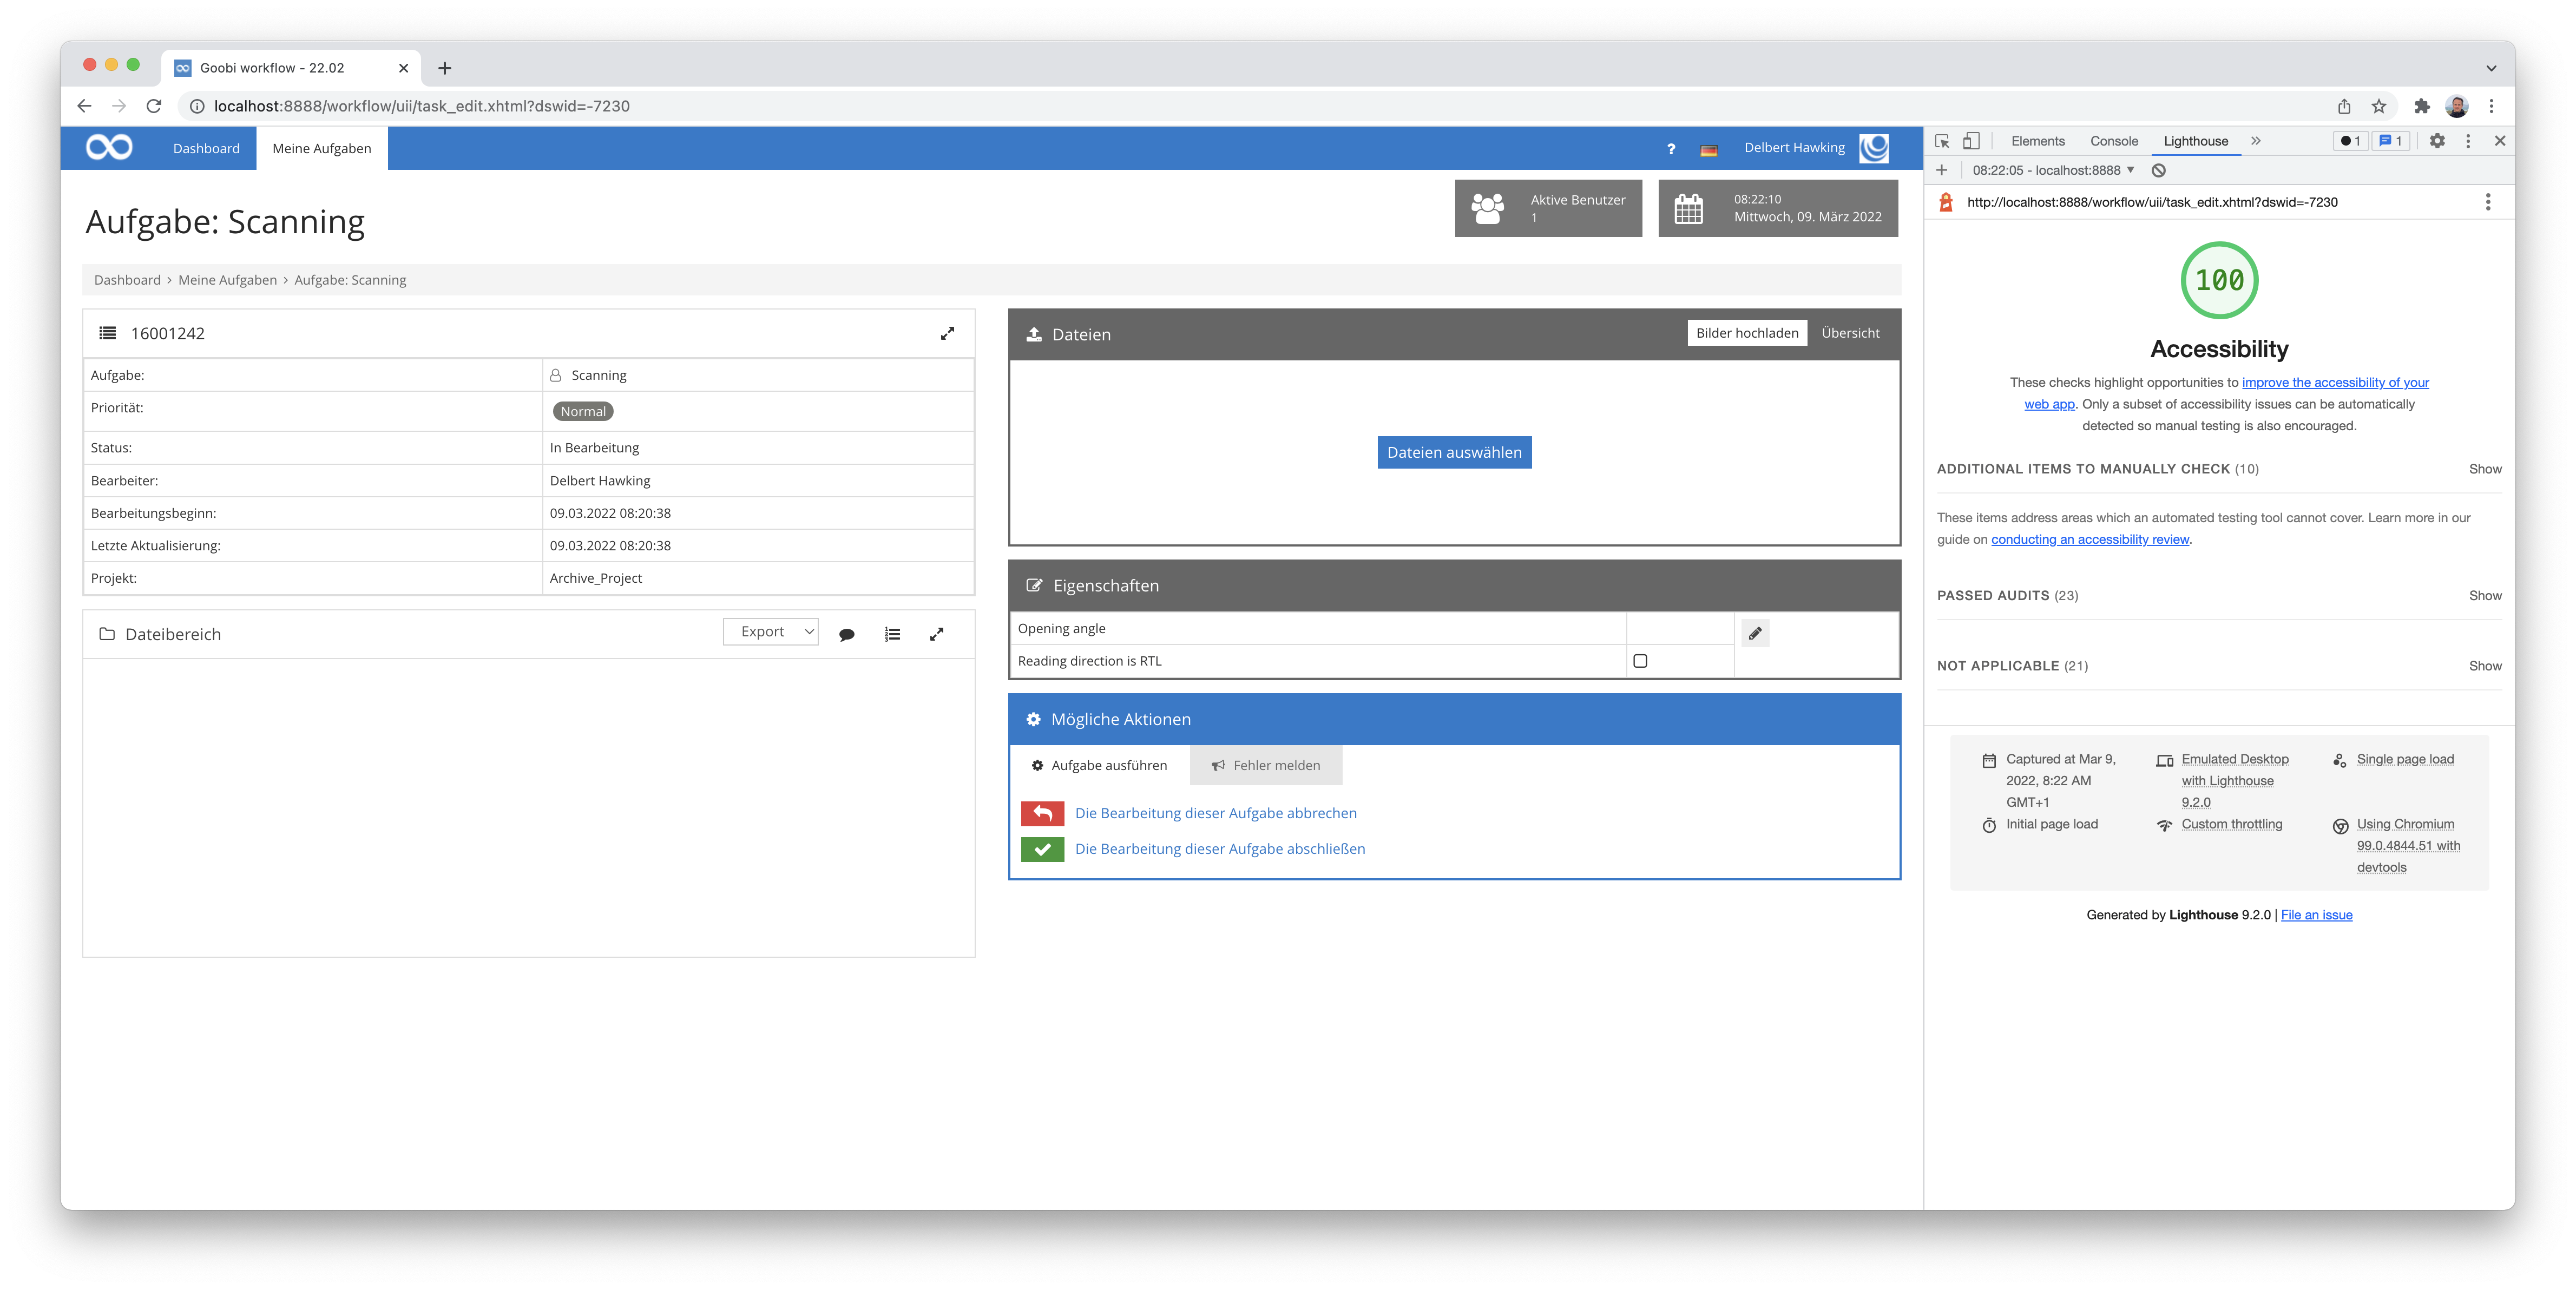 Goobi workflow - 22.02
localhost:8888/workflow/uii/task_edit.xhtml?dswid=-7230
Dashboard
Meine Aufgaben
?
Delbert Hawking
Aufgabe: Scanning
Aktive Benutzer
1
08:22:10
Mittwoch, 09. März 2022
Dashboard › Meine Aufgaben › Aufgabe: Scanning
16001242
Aufgabe: Scanning
Priorität: Normal
Status: In Bearbeitung
Bearbeiter: Delbert Hawking
Bearbeitungsbeginn: 09.03.2022 08:20:38
Letzte Aktualisierung: 09.03.2022 08:20:38
Projekt: Archive_Project
Dateibereich
Export
Dateien
Bilder hochladen
Übersicht
Dateien auswählen
Eigenschaften
Opening angle
Reading direction is RTL
Mögliche Aktionen
Aufgabe ausführen
Fehler melden
Die Bearbeitung dieser Aufgabe abbrechen
Die Bearbeitung dieser Aufgabe abschließen
Elements
Console
Lighthouse
1
1
08:22:05 - localhost:8888
http://localhost:8888/workflow/uii/task_edit.xhtml?dswid=-7230
100
Accessibility
These checks highlight opportunities to improve the accessibility of your
web app. Only a subset of accessibility issues can be automatically
detected so manual testing is also encouraged.
ADDITIONAL ITEMS TO MANUALLY CHECK (10) Show
These items address areas which an automated testing tool cannot cover. Learn more in our
guide on conducting an accessibility review.
PASSED AUDITS (23) Show
NOT APPLICABLE (21) Show
Captured at Mar 9,
2022, 8:22 AM
GMT+1
Emulated Desktop
with Lighthouse
9.2.0
Single page load
Initial page load
Custom throttling
Using Chromium
99.0.4844.51 with
devtools
Generated by Lighthouse 9.2.0 | File an issue